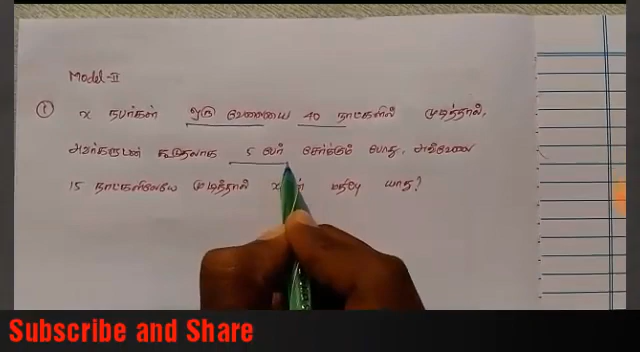 Model-II
① x நபர்கள் ஒரு வேலையை 40 நாட்களில் முடித்தால்,
அவர்களுடன் கூடுதலாக 5 பேர் சேர்க்கும் போது, அவ்வேலை
15 நாட்களிலேயே முடித்தால் மதிப்பு யாது?
Subscribe and Share